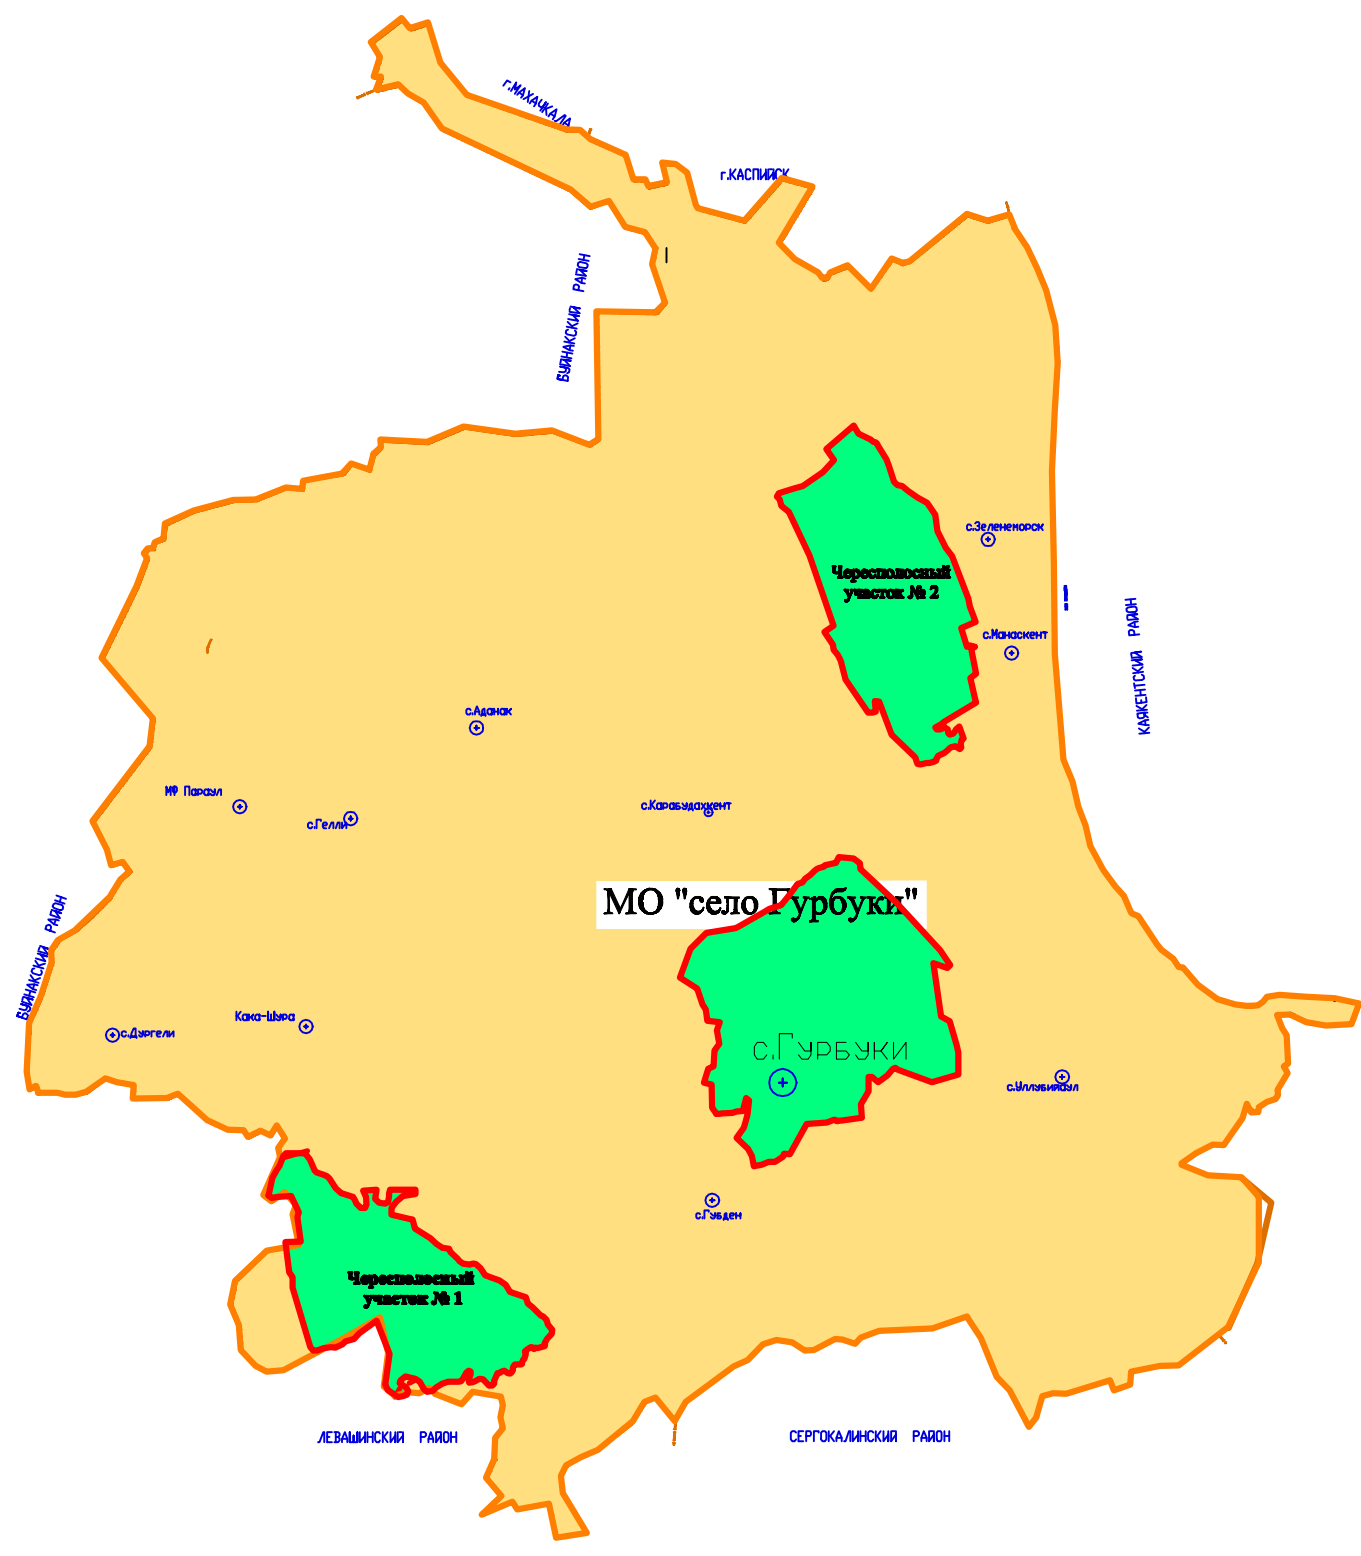 г.МАХАЧКАЛА
г.КАСПИЙСК
БУЙНАКСКИЙ РАЙОН
с.Зеленеморск
Чересполосный
участок № 2
КАЯКЕНТСКИЙ РАЙОН
с.Манаскент
с.Аданак
МФ Параул
с.Гелли
с.Карабудахкент
МО "село Гурбуки"
БУЙНАКСКИЙ РАЙОН
Кака-Шура
с.Дургели
с.ГУРБУКИ
с.Уллубийаул
с.Губден
Чересполосный
участок № 1
ЛЕВАШИНСКИЙ РАЙОН
СЕРГОКАЛИНСКИЙ РАЙОН